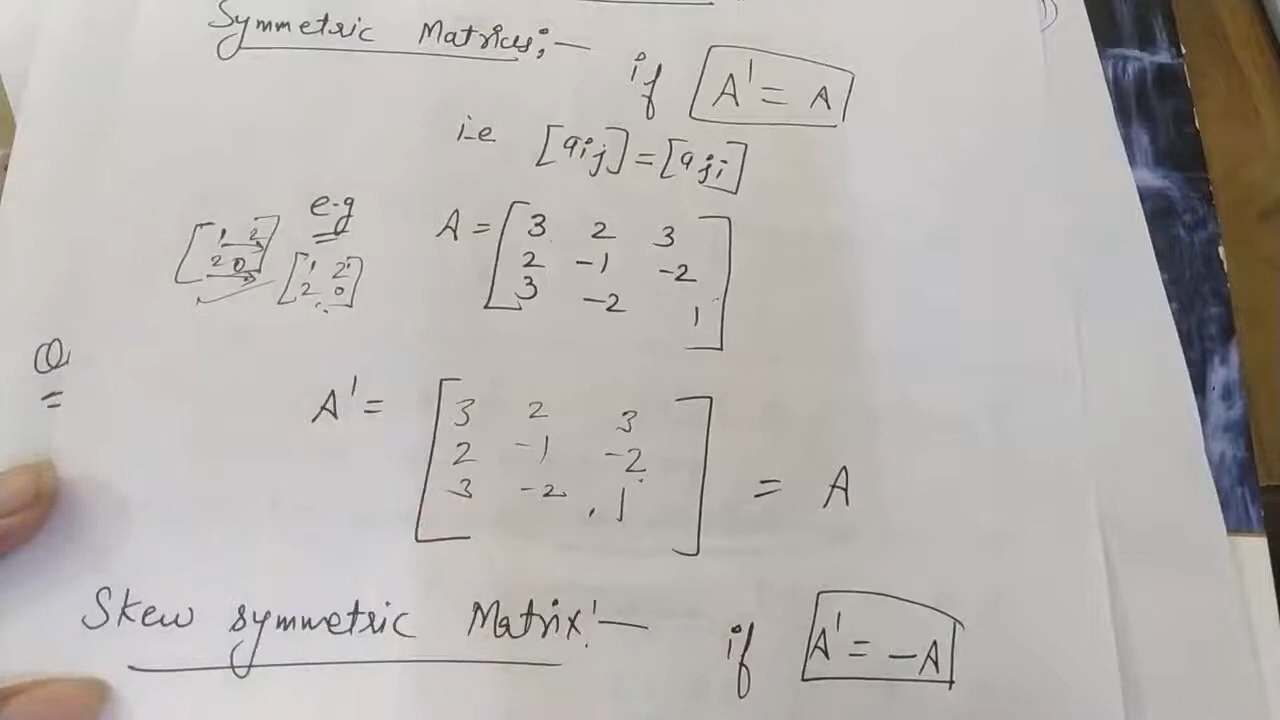 Symmetric Matrices:—
if A' = A
i.e [aij] = [aji]
e.g
[1 2
2 0]
[1 2
2 0]
A = [3 2 3
2 -1 -2
3 -2 1]
Q
A' = [3 2 3
2 -1 -2
3 -2 1] = A
Skew symmetric Matrix:— if A' = -A